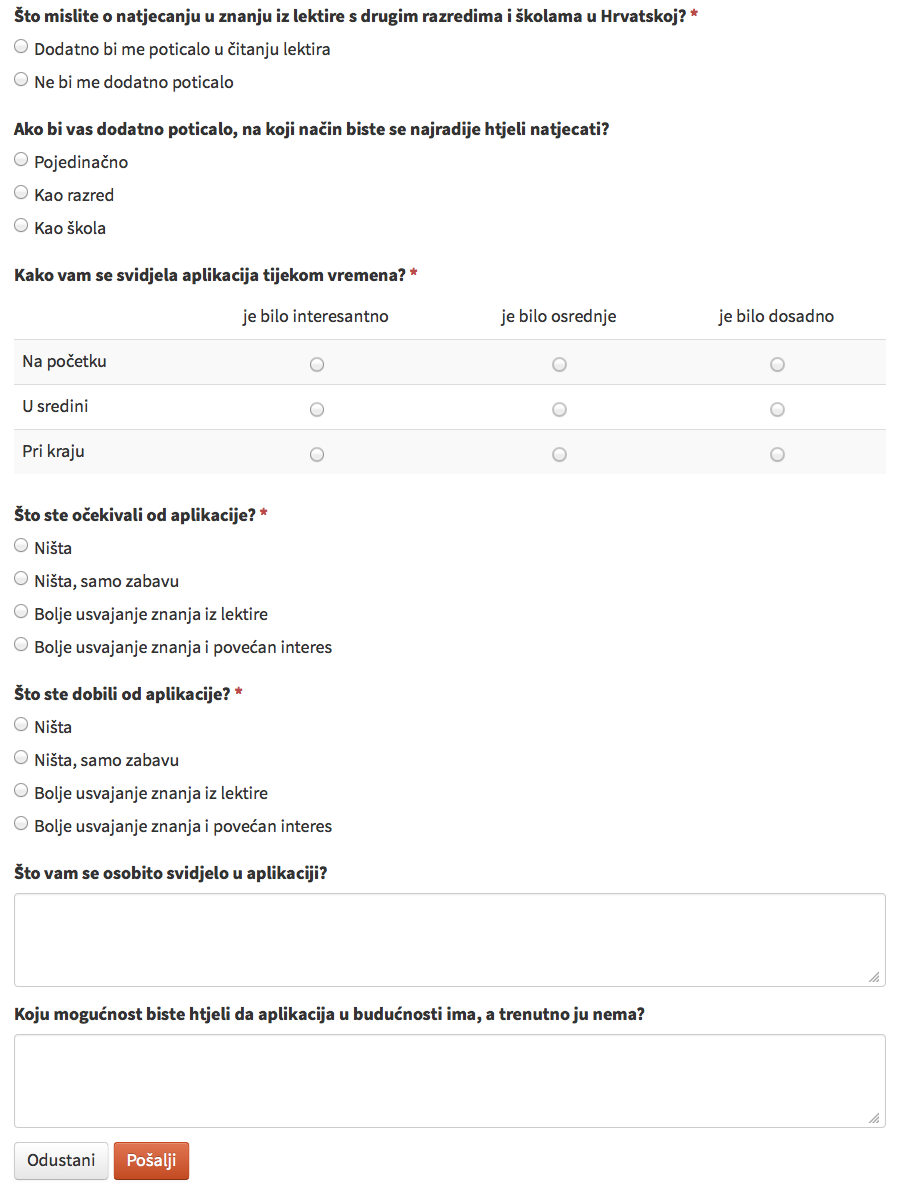 Što mislite o natjecanju u znanju iz lektire s drugim razredima i školama u Hrvatskoj? *
Dodatno bi me poticalo u čitanju lektira
Ne bi me dodatno poticalo
Ako bi vas dodatno poticalo, na koji način biste se najradije htjeli natjecati?
Pojedinačno
Kao razred
Kao škola
Kako vam se svidjela aplikacija tijekom vremena? *
je bilo interesantno je bilo osrednje je bilo dosadno
Na početku
U sredini
Pri kraju
Što ste očekivali od aplikacije? *
Ništa
Ništa, samo zabavu
Bolje usvajanje znanja iz lektire
Bolje usvajanje znanja i povećan interes
Što ste dobili od aplikacije? *
Ništa
Ništa, samo zabavu
Bolje usvajanje znanja iz lektire
Bolje usvajanje znanja i povećan interes
Što vam se osobito svidjelo u aplikaciji?
Koju mogućnost biste htjeli da aplikacija u budućnosti ima, a trenutno ju nema?
Odustani Pošalji